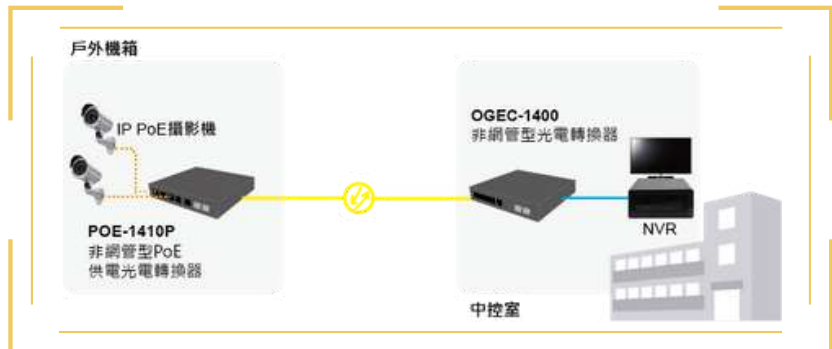 戶外機箱
IP PoE攝影機
POE-1410P
非網管型PoE
供電光電轉換器
OGEC-1400
非網管型光電轉換器
NVR
中控室